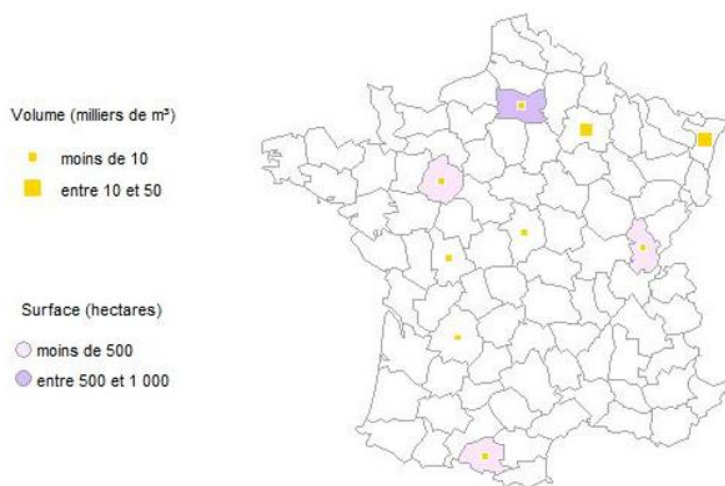 Volume (milliers de m³)
moins de 10
entre 10 et 50
Surface (hectares)
moins de 500
entre 500 et 1 000